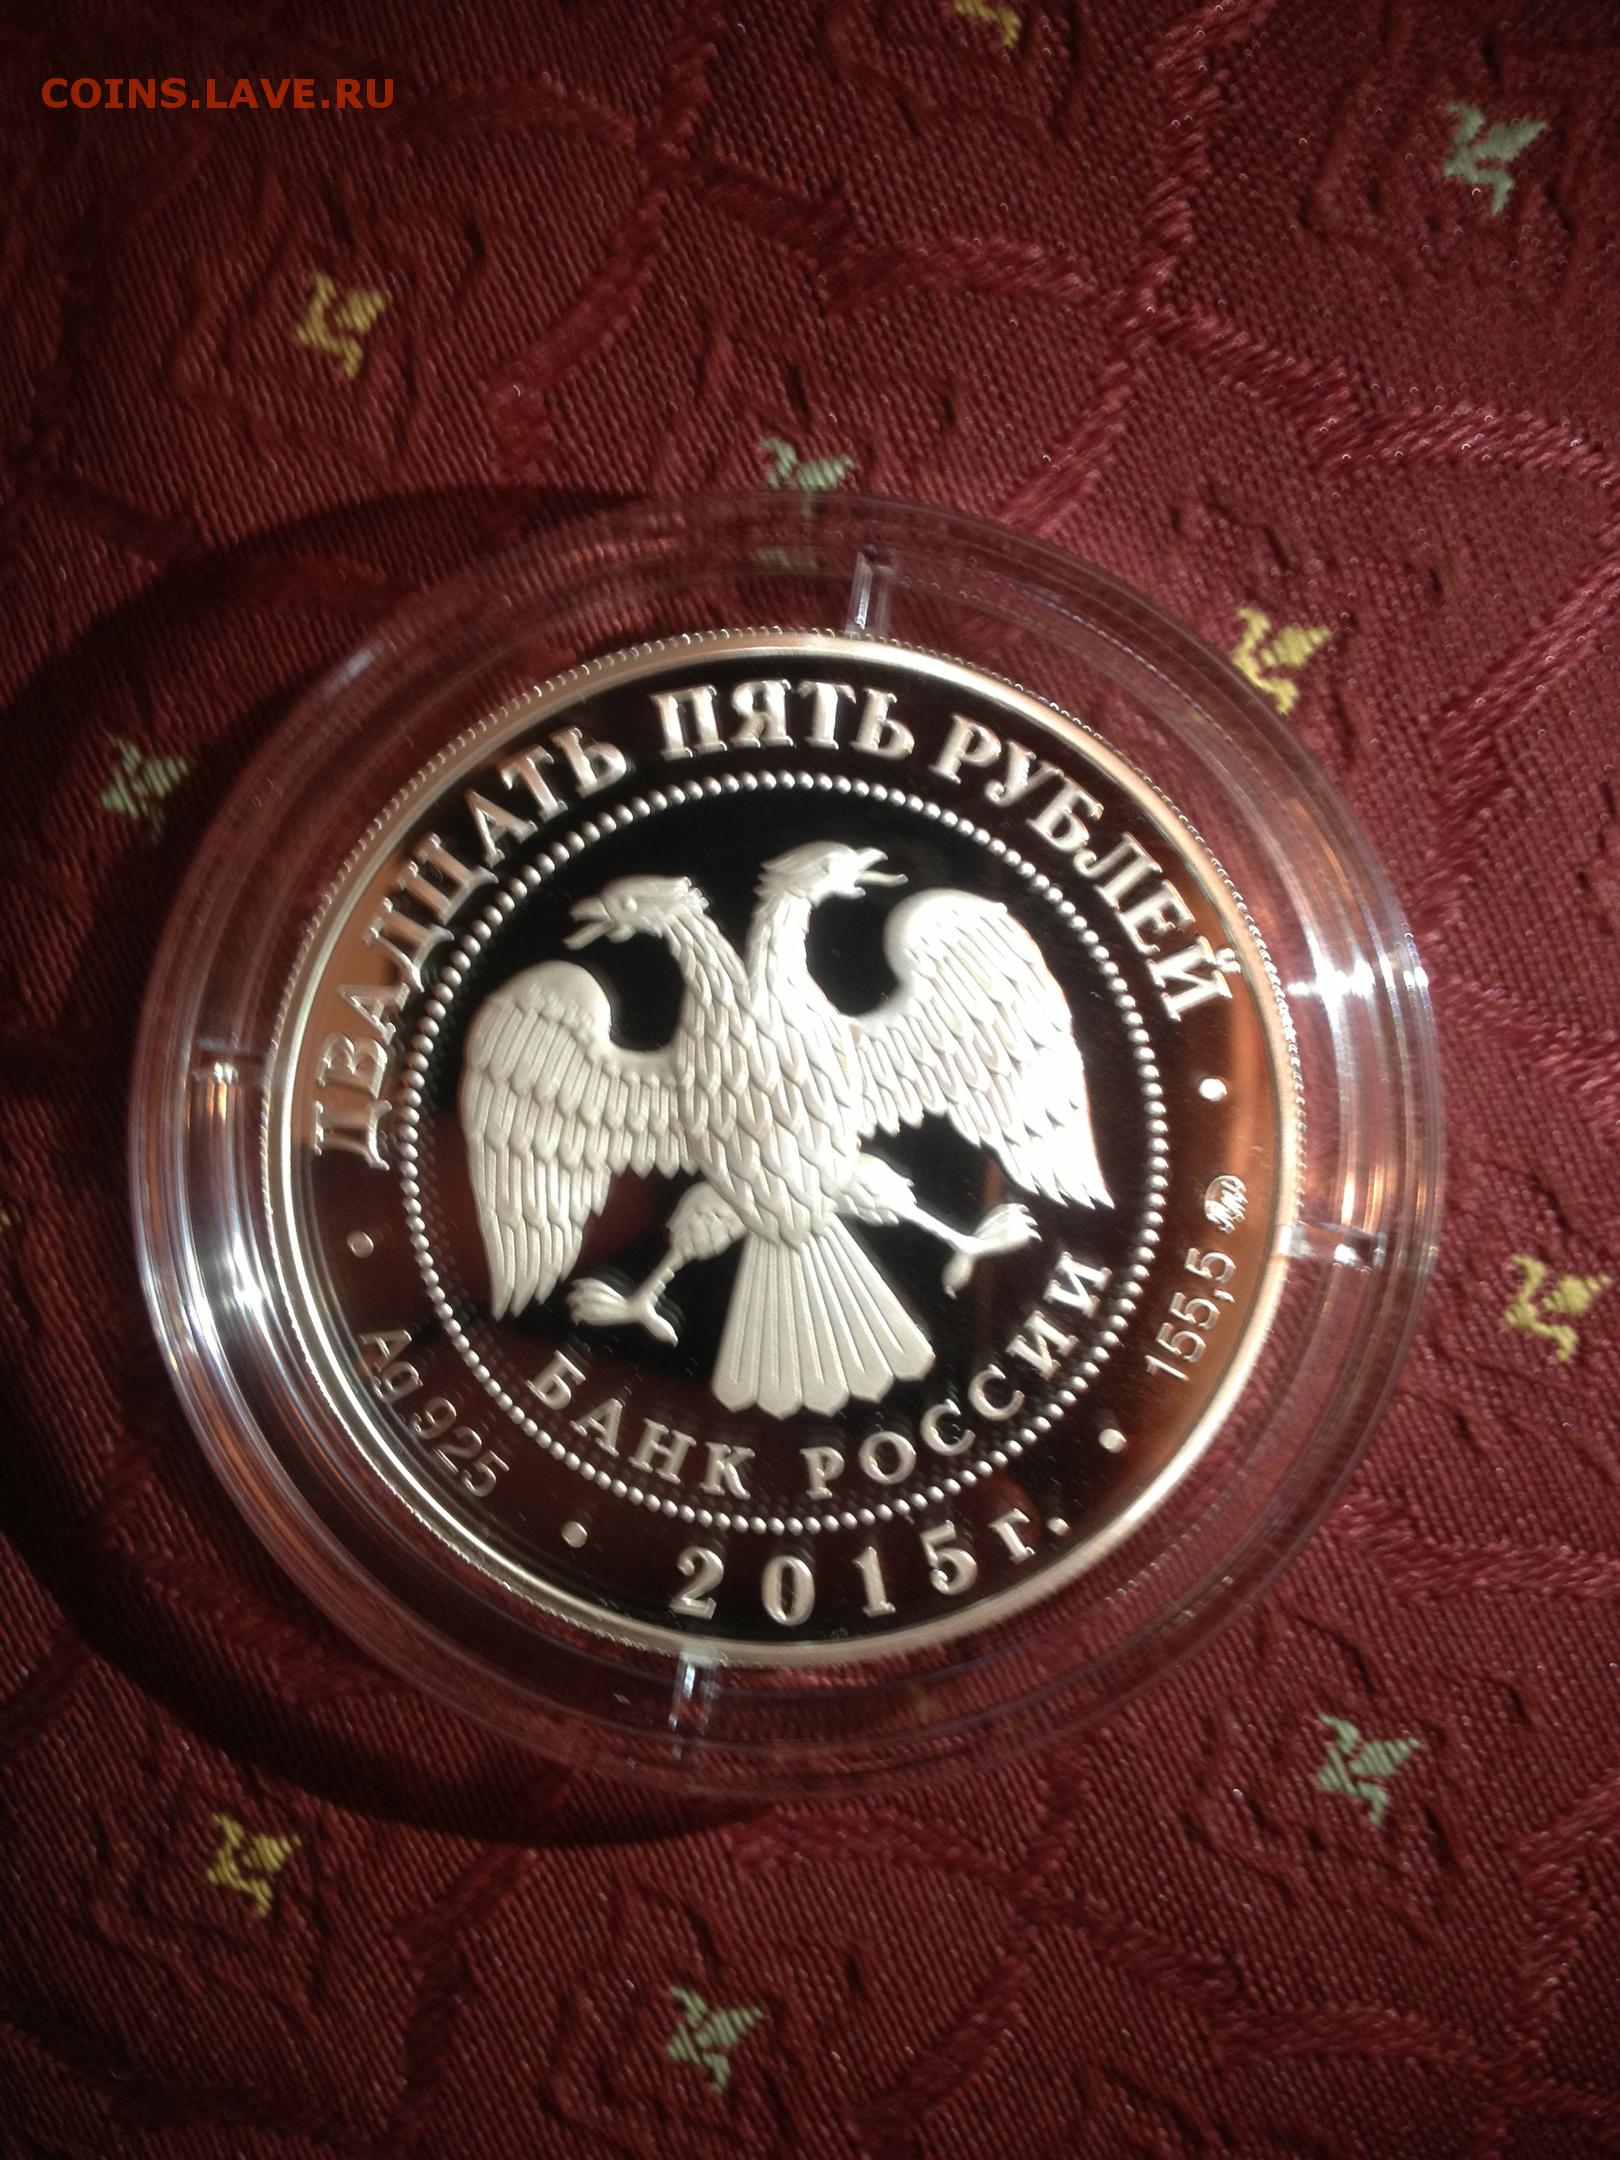 COINS.LAVE.RU
ДВАДЦАТЬ ПЯТЬ РУБЛЕЙ
БАНК РОССИИ
Ag 925 • 2015 г. • 155,5